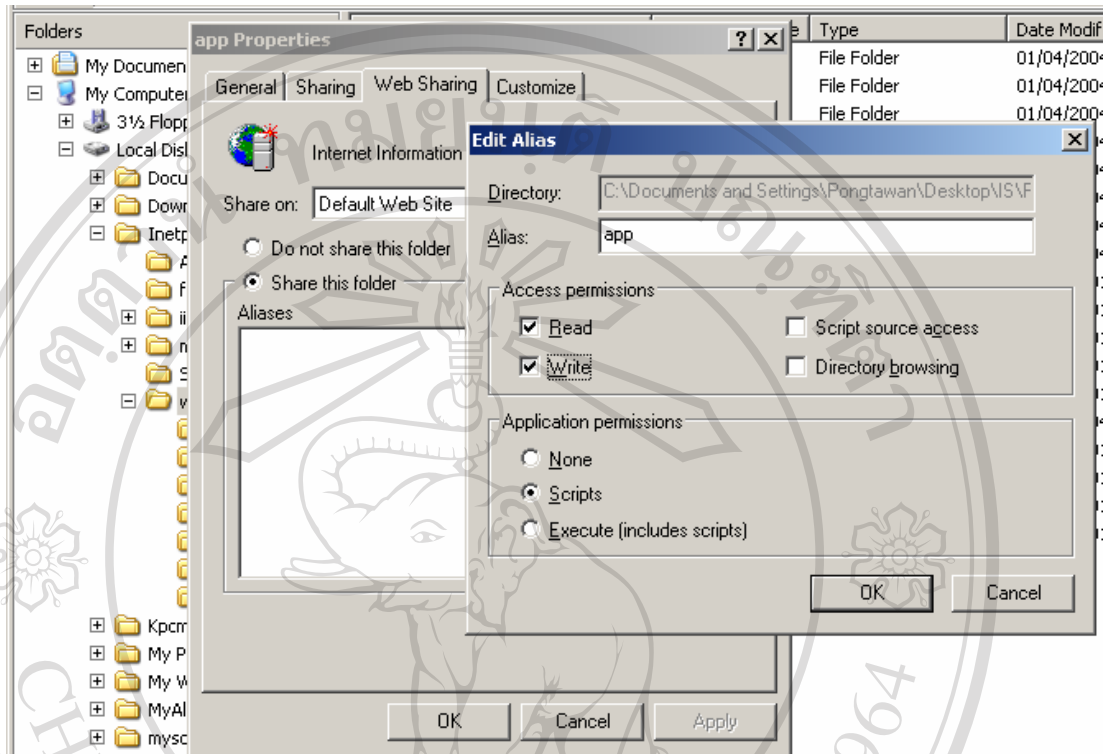 Folders
Type
Date Modif
My Documen
My Computer
3½ Flopp
Local Disl
Docu
Dowr
Inetp
Kpcm
My P
My W
MyAl
mysc
app Properties
General
Sharing
Web Sharing
Customize
Internet Information
Share on:
Default Web Site
Do not share this folder
Share this folder
Aliases
OK
Cancel
Apply
File Folder
01/04/2004
File Folder
01/04/2004
File Folder
01/04/2004
Edit Alias
Directory:
C:\Documents and Settings\Pongtawan\Desktop\IS\F
Alias:
app
Access permissions
Read
Script source access
Write
Directory browsing
Application permissions
None
Scripts
Execute (includes scripts)
OK
Cancel
964